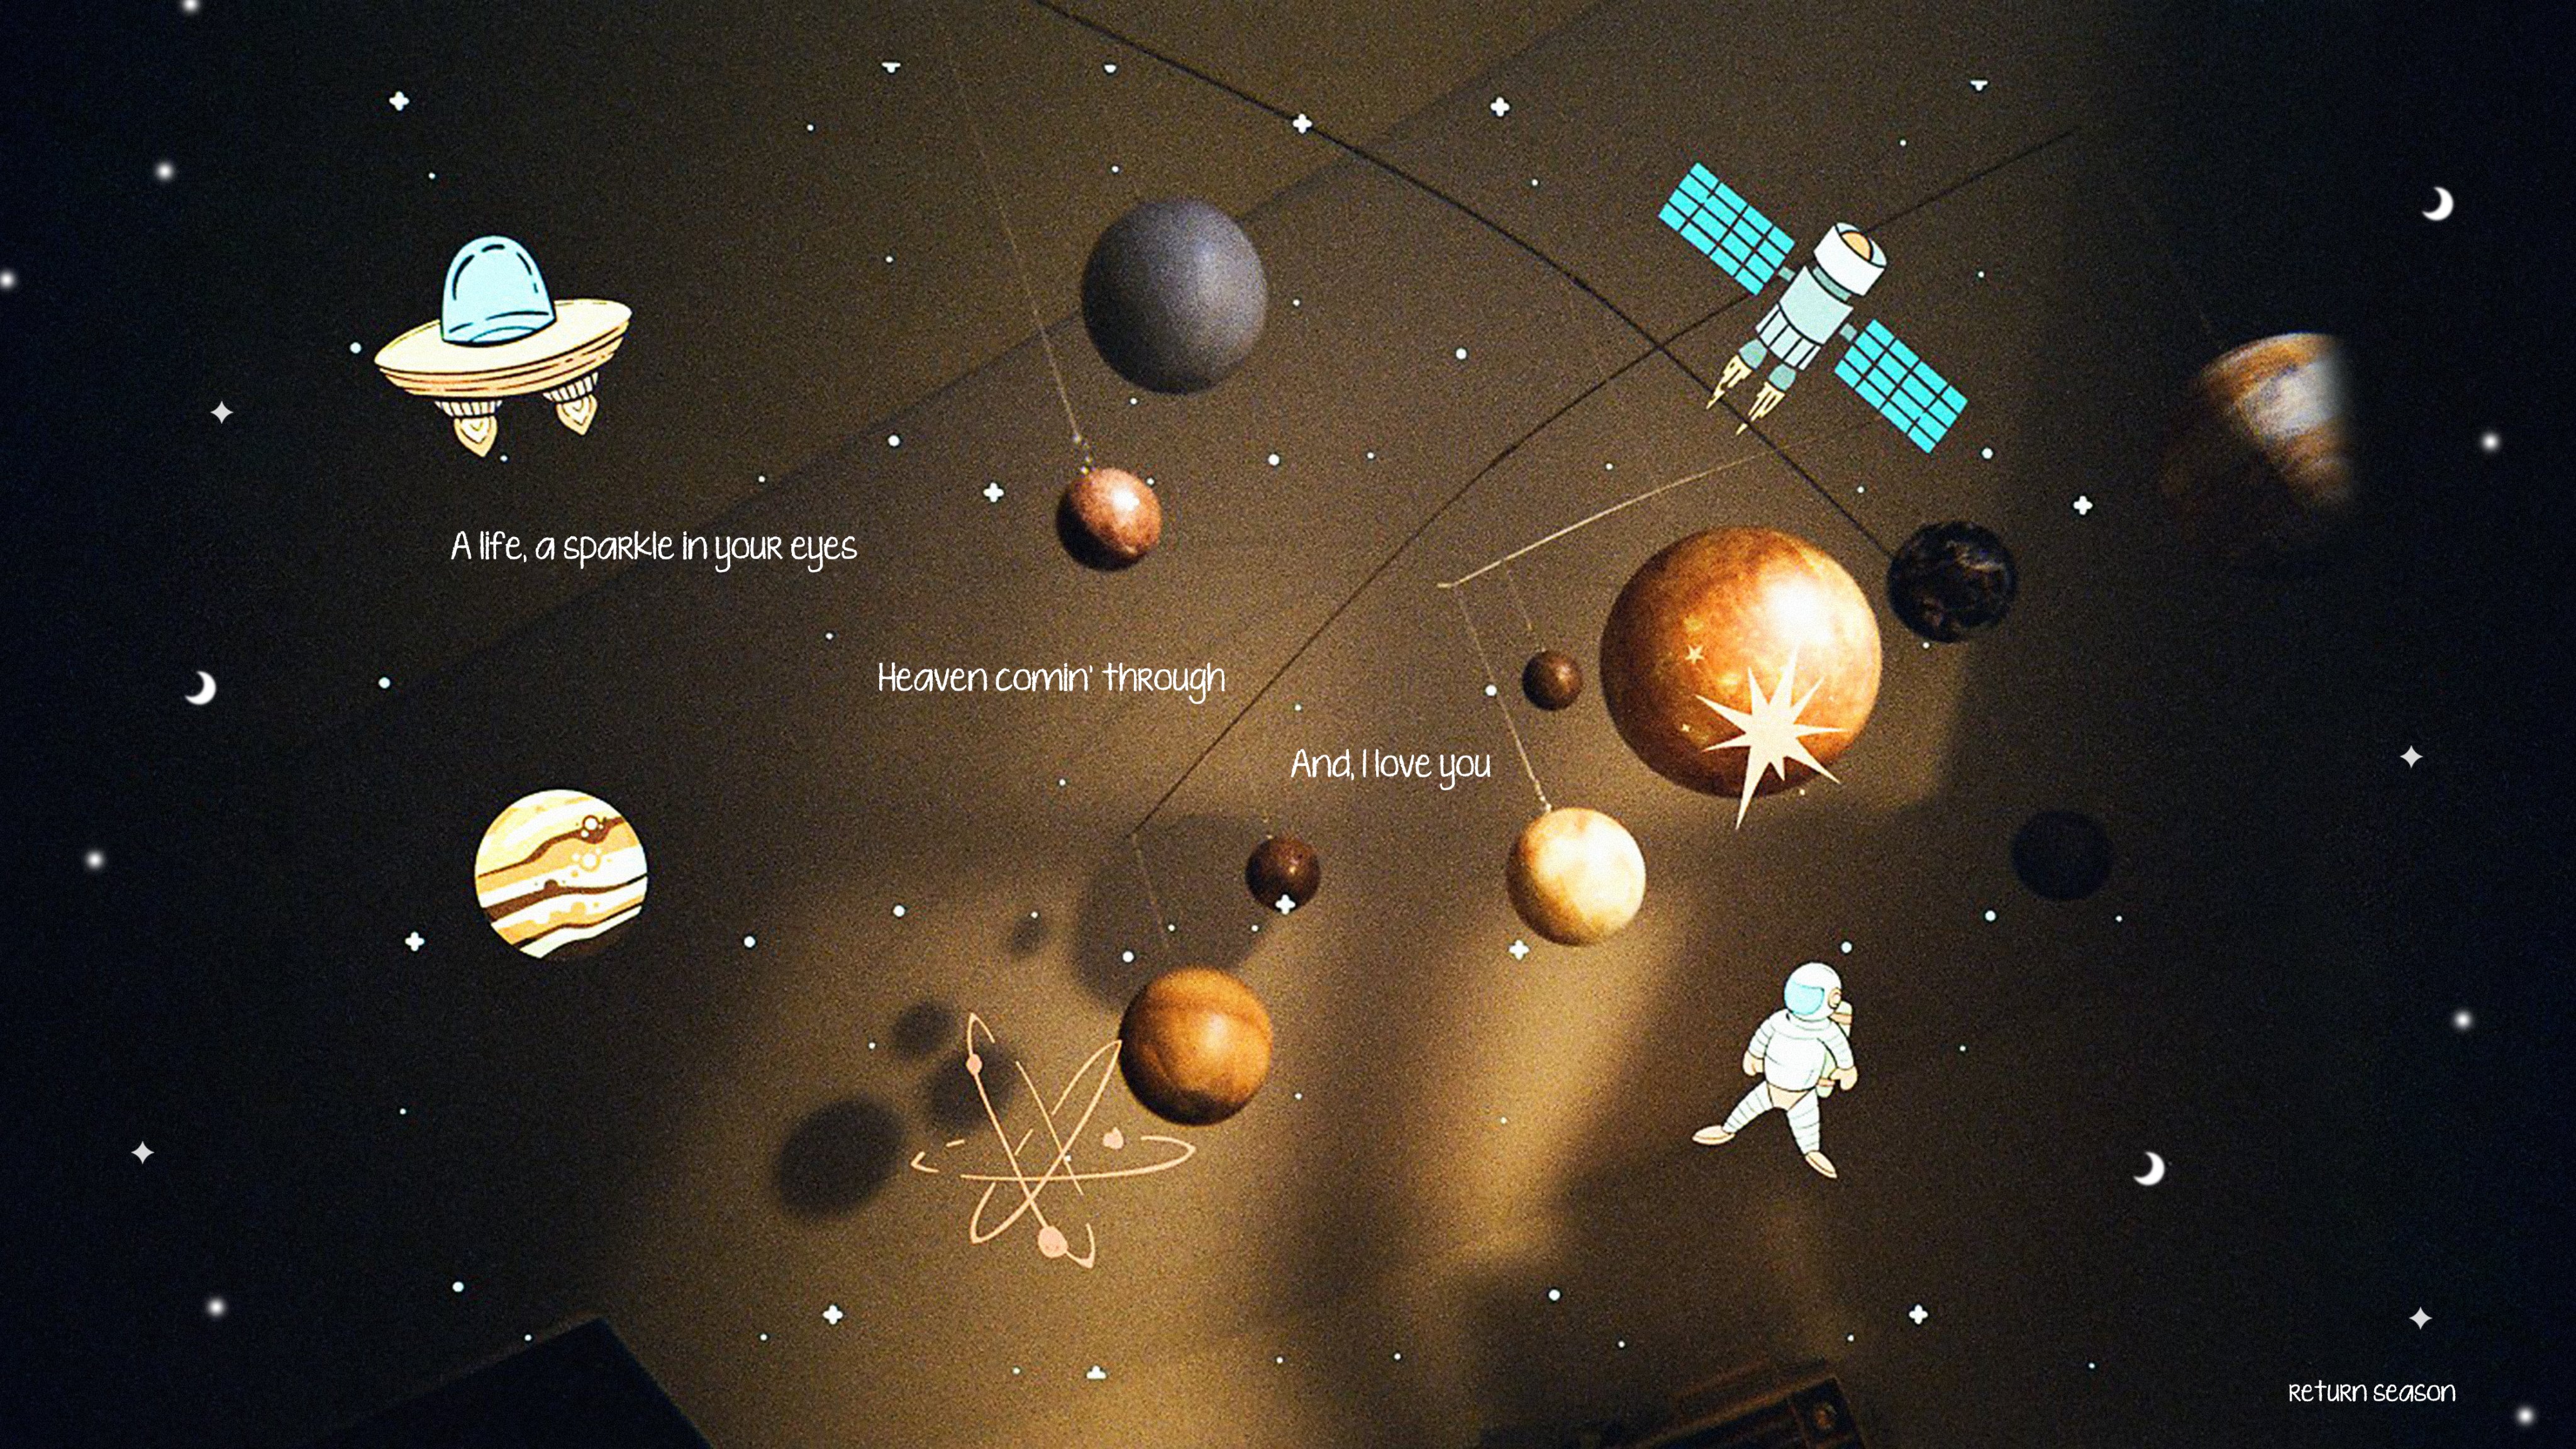 A life, a sparkle in your eyes
Heaven comin' through
And, I love you
return season